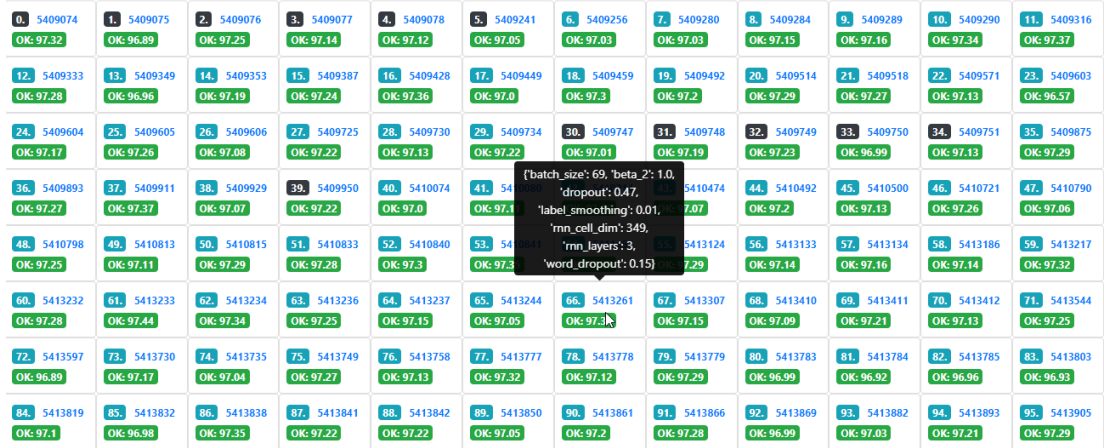 0. 5409074 1. 5409075 2. 5409076 3. 5409077 4. 5409078 5. 5409241 6. 5409256 7. 5409280 8. 5409284 9. 5409289 10. 5409290 11. 5409316
OK: 97.32 OK: 96.89 OK: 97.25 OK: 97.14 OK: 97.12 OK: 97.05 OK: 97.03 OK: 97.03 OK: 97.15 OK: 97.16 OK: 97.34 OK: 97.37
12. 5409333 13. 5409349 14. 5409353 15. 5409387 16. 5409428 17. 5409449 18. 5409459 19. 5409492 20. 5409514 21. 5409518 22. 5409571 23. 5409603
OK: 97.28 OK: 96.96 OK: 97.19 OK: 97.24 OK: 97.36 OK: 97.0 OK: 97.3 OK: 97.2 OK: 97.29 OK: 97.27 OK: 97.13 OK: 96.57
24. 5409604 25. 5409605 26. 5409606 27. 5409725 28. 5409730 29. 5409734 30. 5409747 31. 5409748 32. 5409749 33. 5409750 34. 5409751 35. 5409875
OK: 97.17 OK: 97.26 OK: 97.08 OK: 97.22 OK: 97.13 OK: 97.22 OK: 97.01 OK: 97.19 OK: 97.23 OK: 96.99 OK: 97.13 OK: 97.29
{'batch_size': 69, 'beta_2': 1.0,
'dropout': 0.47,
'label_smoothing': 0.01,
'rnn_cell_dim': 349,
'rnn_layers': 3,
'word_dropout': 0.15}
36. 5409893 37. 5409911 38. 5409929 39. 5409950 40. 5410074 41. 5410474 44. 5410492 45. 5410500 46. 5410721 47. 5410790
OK: 97.27 OK: 97.37 OK: 97.07 OK: 97.22 OK: 97.0 OK: 97.07 OK: 97.2 OK: 97.13 OK: 97.26 OK: 97.06
48. 5410798 49. 5410813 50. 5410815 51. 5410833 52. 5410840 53. 55. 5413124 56. 5413133 57. 5413134 58. 5413186 59. 5413217
OK: 97.25 OK: 97.11 OK: 97.29 OK: 97.28 OK: 97.3 OK: 97.29 OK: 97.14 OK: 97.16 OK: 97.14 OK: 97.32
60. 5413232 61. 5413233 62. 5413234 63. 5413236 64. 5413237 65. 5413244 66. 5413261 67. 5413307 68. 5413410 69. 5413411 70. 5413412 71. 5413544
OK: 97.28 OK: 97.44 OK: 97.34 OK: 97.25 OK: 97.15 OK: 97.05 OK: OK: 97.15 OK: 97.09 OK: 97.21 OK: 97.13 OK: 97.25
72. 5413597 73. 5413730 74. 5413735 75. 5413749 76. 5413758 77. 5413777 78. 5413778 79. 5413779 80. 5413783 81. 5413784 82. 5413785 83. 5413803
OK: 96.89 OK: 97.17 OK: 97.04 OK: 97.27 OK: 97.13 OK: 97.32 OK: 97.12 OK: 97.29 OK: 96.99 OK: 96.92 OK: 96.96 OK: 96.93
84. 5413819 85. 5413832 86. 5413838 87. 5413841 88. 5413842 89. 5413850 90. 5413861 91. 5413866 92. 5413869 93. 5413882 94. 5413893 95. 5413905
OK: 97.1 OK: 96.98 OK: 97.35 OK: 97.22 OK: 97.22 OK: 97.05 OK: 97.2 OK: 97.28 OK: 96.99 OK: 97.03 OK: 97.21 OK: 97.29